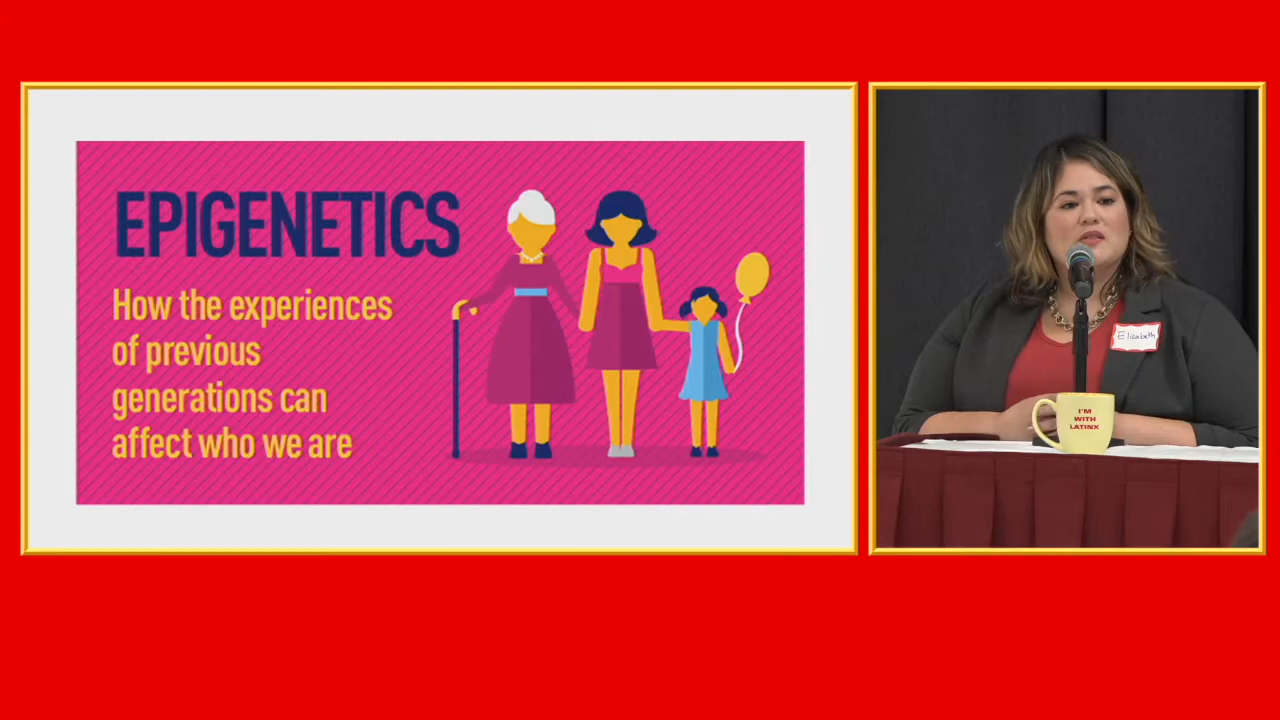 EPIGENETICS
How the experiences
of previous
generations can
affect who we are
Elizabeth
I'M
WITH
LATINX